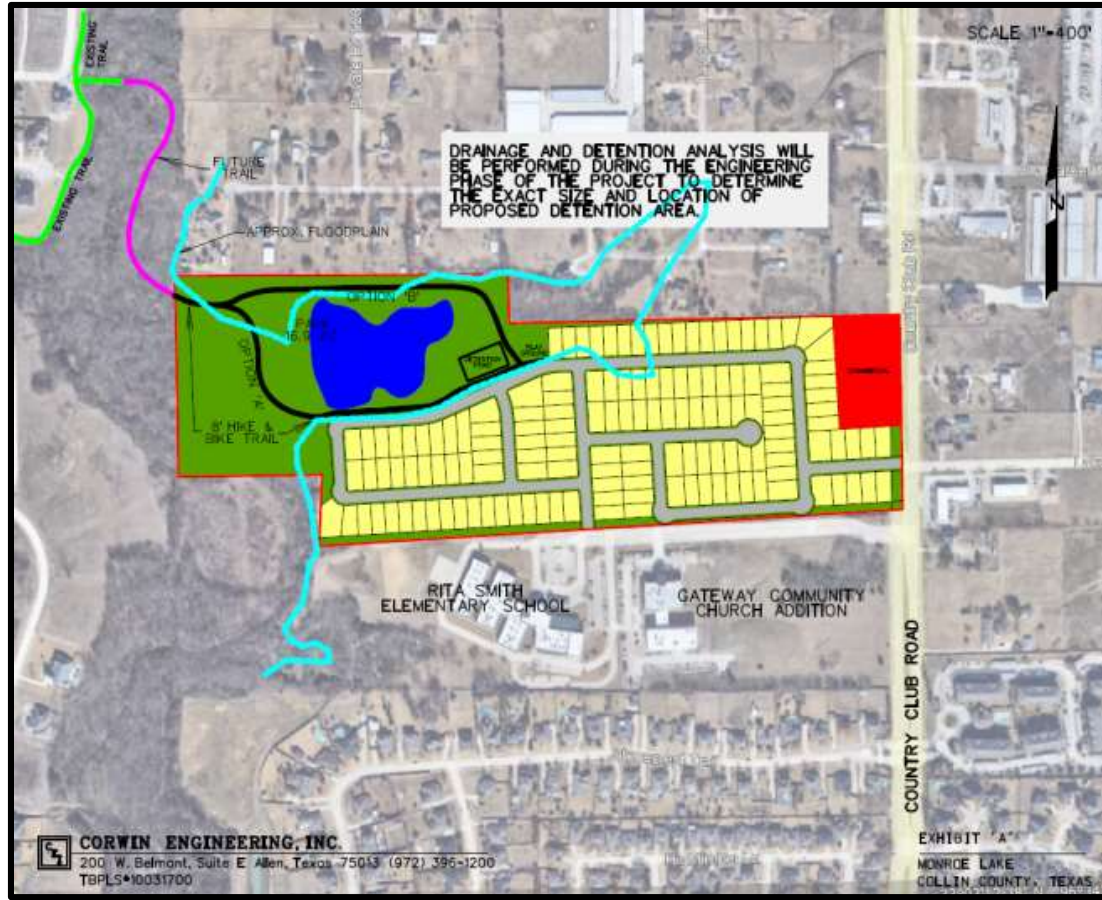 SCALE 1"=400'
EXISTING
TRAIL
FUTURE
TRAIL
EXISTING TRAIL
DRAINAGE AND DETENTION ANALYSIS WILL
BE PERFORMED DURING THE ENGINEERING
PHASE OF THE PROJECT TO DETERMINE
THE EXACT SIZE AND LOCATION OF
PROPOSED DETENTION AREA.
APPROX. FLOODPLAIN
OPTION 'B'
PARK
OPTION 'A'
8' HIKE &
BIKE TRAIL
Z
RITA SMITH
ELEMENTARY SCHOOL
GATEWAY COMMUNITY
CHURCH ADDITION
COUNTRY CLUB ROAD
CORWIN ENGINEERING, INC.
200 W. Belmont, Suite E Allen, Texas 75013 (972) 396-1200
TBPLS#10031700
EXHIBIT 'A'
MONROE LAKE
COLLIN COUNTY, TEXAS